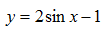 y = 2sin x − 1